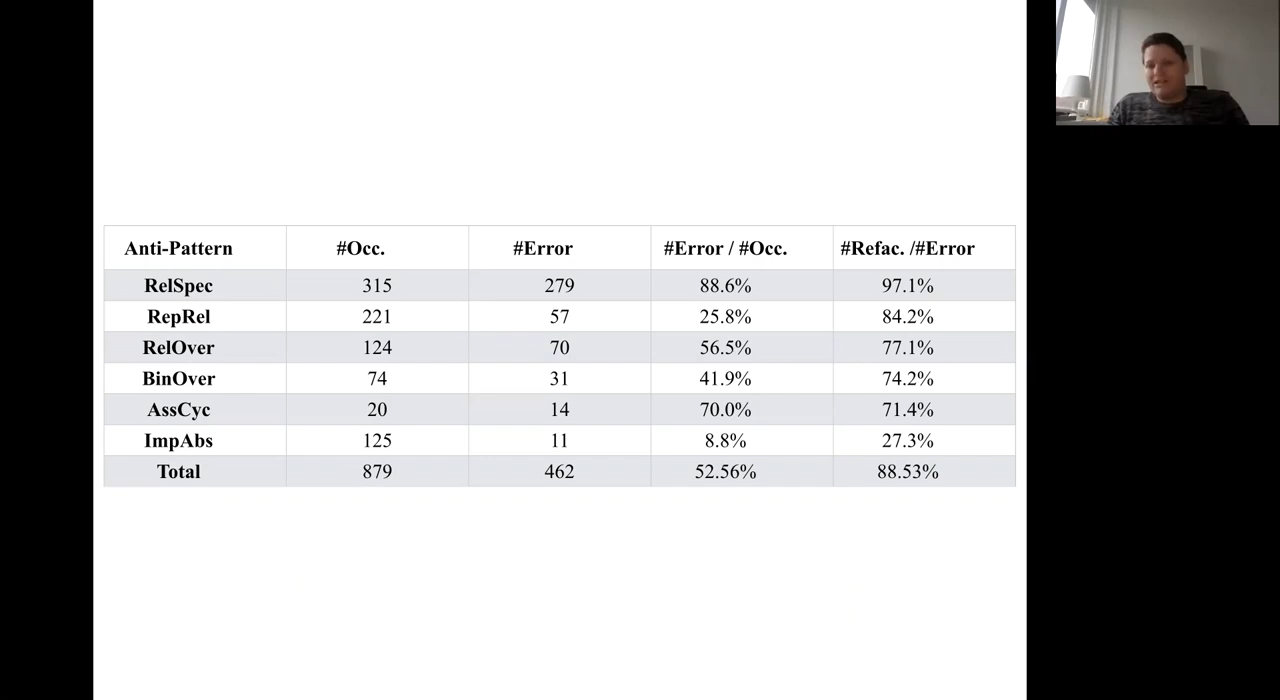 Anti-Pattern #Occ. #Error #Error / #Occ. #Refac. /#Error
RelSpec 315 279 88.6% 97.1%
RepRel 221 57 25.8% 84.2%
RelOver 124 70 56.5% 77.1%
BinOver 74 31 41.9% 74.2%
AssCyc 20 14 70.0% 71.4%
ImpAbs 125 11 8.8% 27.3%
Total 879 462 52.56% 88.53%